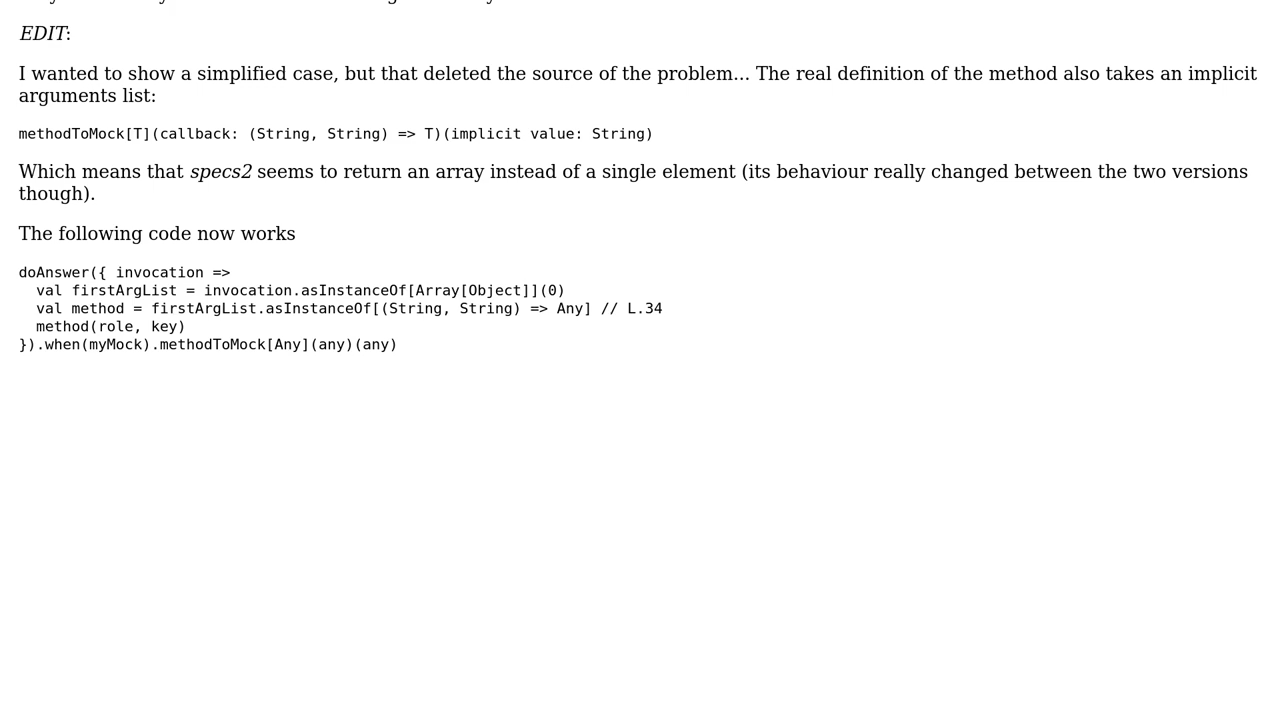 EDIT:
I wanted to show a simplified case, but that deleted the source of the problem... The real definition of the method also takes an implicit
arguments list:
methodToMock[T](callback: (String, String) => T)(implicit value: String)
Which means that specs2 seems to return an array instead of a single element (its behaviour really changed between the two versions
though).
The following code now works
doAnswer({ invocation =>
  val firstArgList = invocation.asInstanceOf[Array[Object]](0)
  val method = firstArgList.asInstanceOf[(String, String) => Any] // L.34
  method(role, key)
}).when(myMock).methodToMock[Any](any)(any)